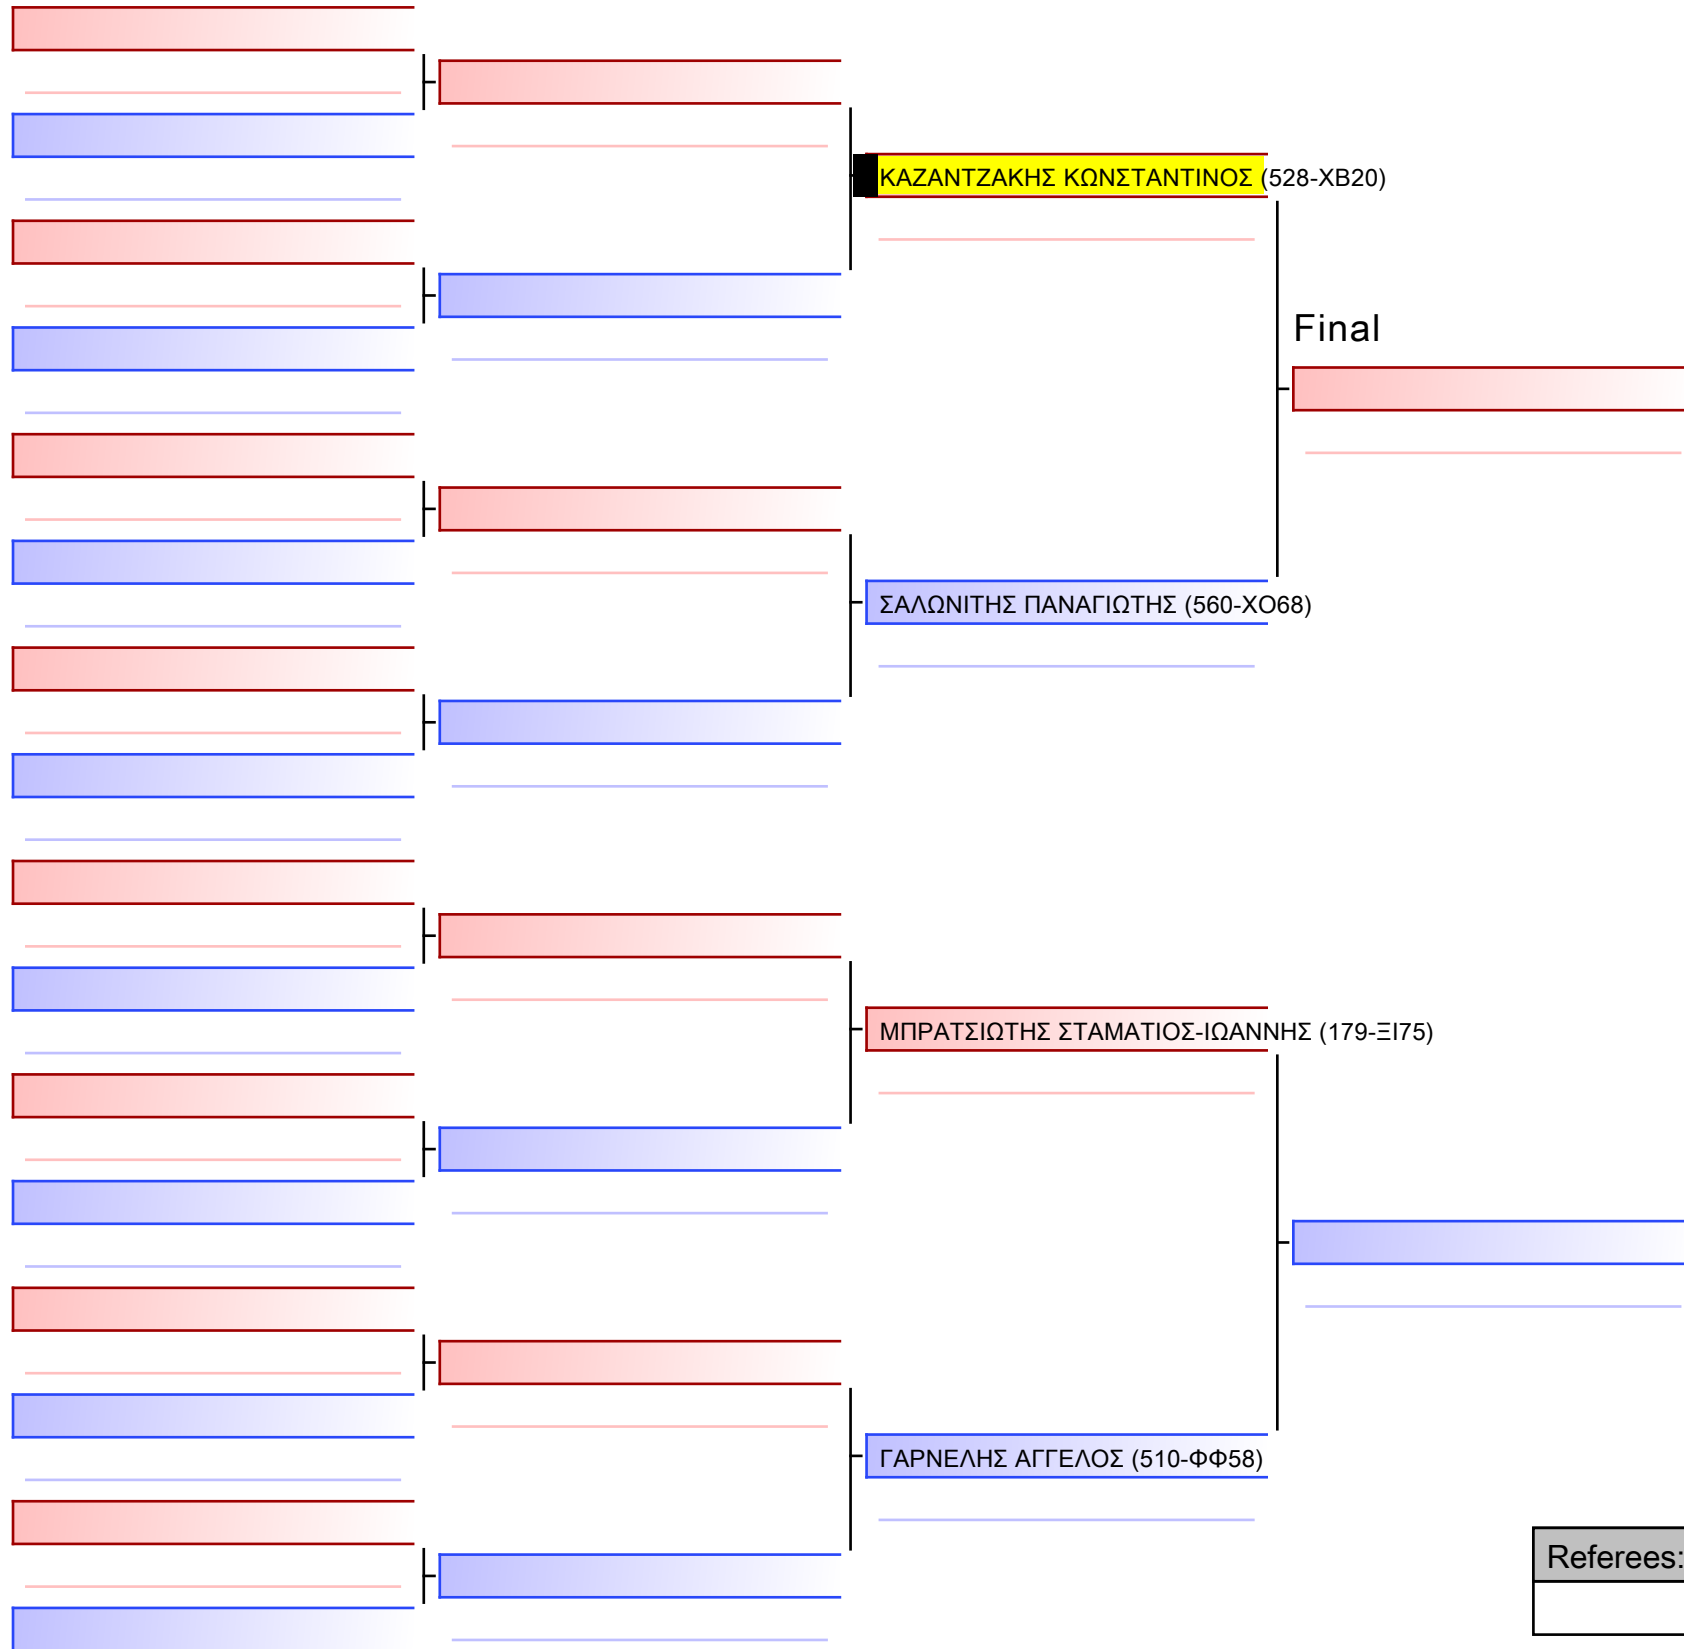 ΚΑΖΑΝΤΖΑΚΗΣ ΚΩΝΣΤΑΝΤΙΝΟΣ (528-ΧΒ20)
Final
ΣΑΛΩΝΙΤΗΣ ΠΑΝΑΓΙΩΤΗΣ (560-ΧΟ68)
ΜΠΡΑΤΣΙΩΤΗΣ ΣΤΑΜΑΤΙΟΣ-ΙΩΑΝΝΗΣ (179-ΞΙ75)
ΓΑΡΝΕΛΗΣ ΑΓΓΕΛΟΣ (510-ΦΦ58)
Referees: